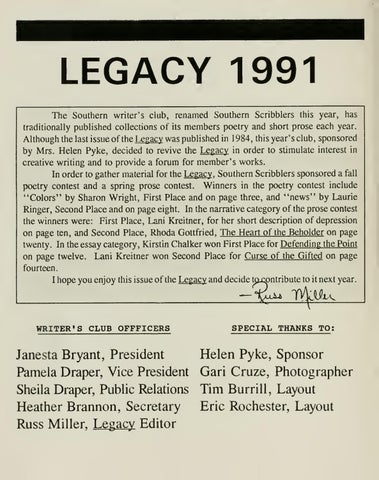 LEGACY 1991
The Southern writer's club, renamed Southern Scribblers this year, has
traditionally published collections of its members poetry and short prose each year.
Although the last issue of the Legacy was published in 1984, this year's club, sponsored
by Mrs. Helen Pyke, decided to revive the Legacy in order to stimulate interest in
creative writing and to provide a forum for member's works.
In order to gather material for the Legacy, Southern Scribblers sponsored a fall
poetry contest and a spring prose contest. Winners in the poetry contest include
"Colors" by Sharon Wright, First Place and on page three, and "news" by Laurie
Ringer, Second Place and on page eight. In the narrative category of the prose contest
the winners were: First Place, Lani Kreitner, for her short description of depression
on page ten, and Second Place, Rhoda Gottfried, The Heart of the Beholder on page
twenty. In the essay category, Kirstin Chalker won First Place for Defending the Point
on page twelve. Lani Kreitner won Second Place for Curse of the Gifted on page
fourteen.
I hope you enjoy this issue of the Legacy and decide to contribute to it next year.
—Russ Miller
WRITER'S CLUB OFFFICERS
Janesta Bryant, President
Pamela Draper, Vice President
Sheila Draper, Public Relations
Heather Brannon, Secretary
Russ Miller, Legacy Editor
SPECIAL THANKS TO:
Helen Pyke, Sponsor
Gari Cruze, Photographer
Tim Burrill, Layout
Eric Rochester, Layout